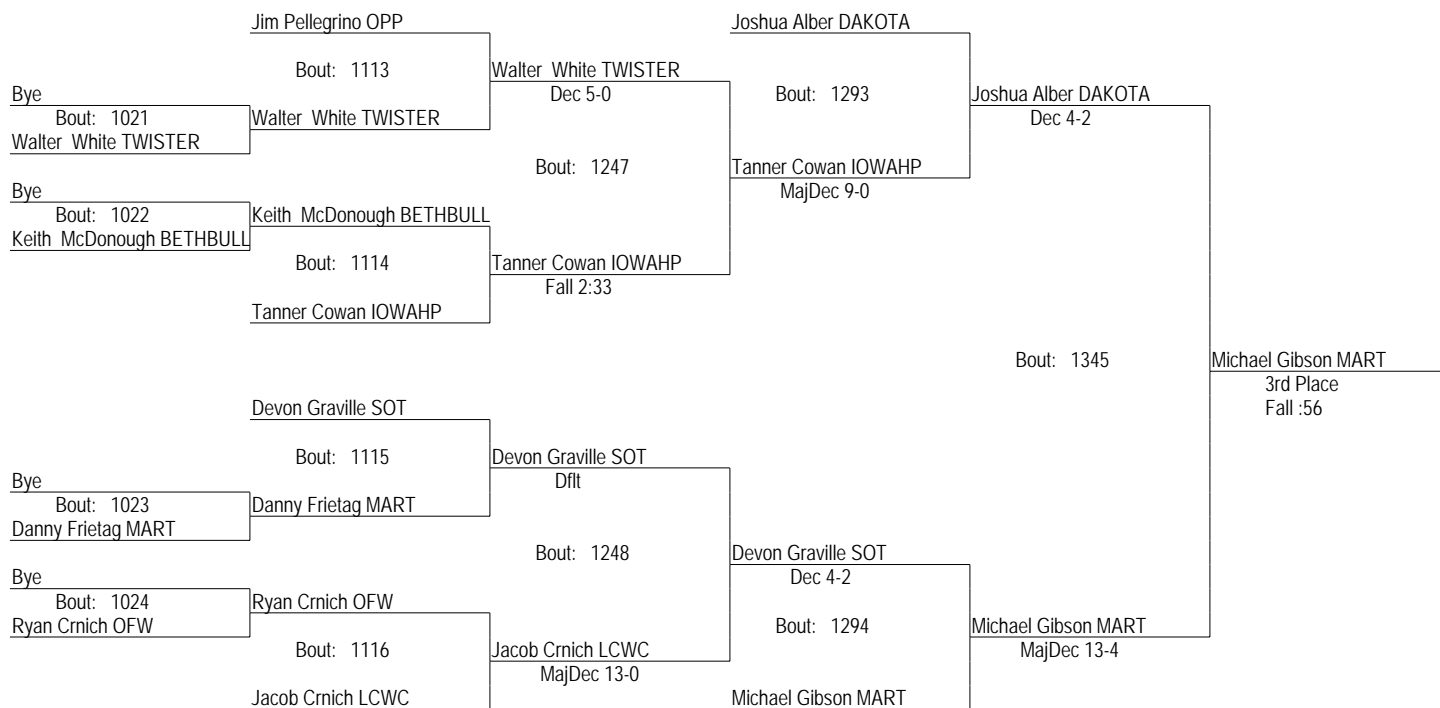 Jim Pellegrino OPP
Joshua Alber DAKOTA
Bout: 1113
Walter White TWISTER
Dec 5-0
Bye
Bout: 1021
Walter White TWISTER
Walter White TWISTER
Bout: 1293
Joshua Alber DAKOTA
Dec 4-2
Bout: 1247
Tanner Cowan IOWAHP
MajDec 9-0
Bye
Bout: 1022
Keith McDonough BETHBULL
Keith McDonough BETHBULL
Bout: 1114
Tanner Cowan IOWAHP
Fall 2:33
Tanner Cowan IOWAHP
Bout: 1345
Michael Gibson MART
3rd Place
Fall :56
Devon Graville SOT
Bout: 1115
Devon Graville SOT
Dflt
Bye
Bout: 1023
Danny Frietag MART
Danny Frietag MART
Bout: 1248
Devon Graville SOT
Dec 4-2
Bye
Bout: 1024
Ryan Crnich OFW
Ryan Crnich OFW
Bout: 1294
Michael Gibson MART
MajDec 13-4
Bout: 1116
Jacob Crnich LCWC
MajDec 13-0
Jacob Crnich LCWC
Michael Gibson MART